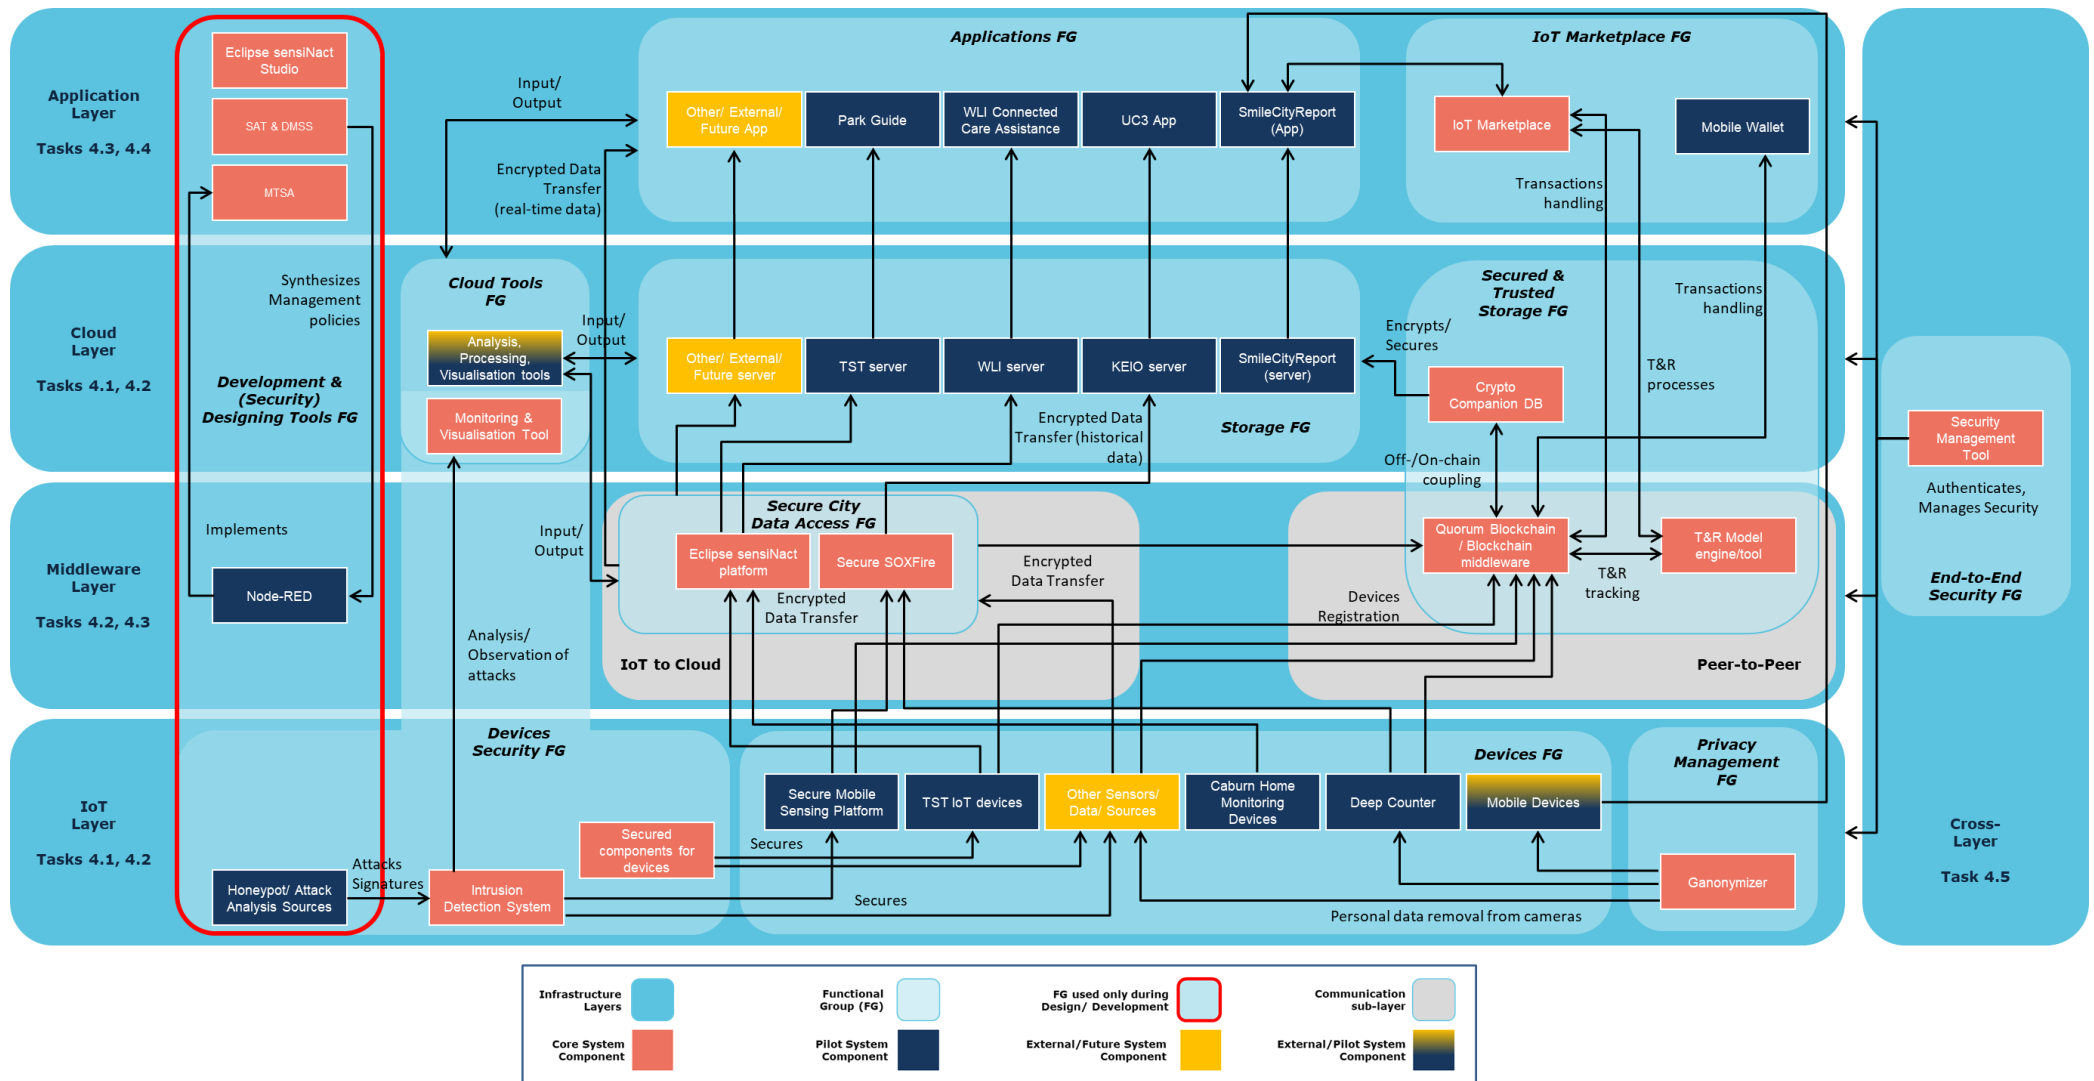 Application
Layer
Tasks 4.3, 4.4
Eclipse sensiNact
Studio
SAT & DMSS
MTSA
Input/
Output
Encrypted Data
Transfer
(real-time data)
Applications FG
Other/ External/
Future App
Park Guide
WLI Connected
Care Assistance
UC3 App
SmileCityReport
(App)
IoT Marketplace FG
IoT Marketplace
Mobile Wallet
Transactions
handling
Cloud
Layer
Tasks 4.1, 4.2
Synthesizes
Management
policies
Development &
(Security)
Designing Tools FG
Cloud Tools
FG
Analysis,
Processing,
Visualisation tools
Monitoring &
Visualisation Tool
Input/
Output
Other/ External/
Future server
TST server
WLI server
KEIO server
SmileCityReport
(server)
Encrypted Data
Transfer (historical
data)
Storage FG
Encrypts/
Secures
Secured &
Trusted
Storage FG
Crypto
Companion DB
Transactions
handling
T&R
processes
Off-/On-chain
coupling
Security
Management
Tool
Authenticates,
Manages Security
End-to-End
Security FG
Middleware
Layer
Tasks 4.2, 4.3
Implements
Node-RED
Input/
Output
Analysis/
Observation of
attacks
Secure City
Data Access FG
Eclipse sensiNact
platform
Secure SOXFire
Encrypted
Data Transfer
IoT to Cloud
Encrypted
Data Transfer
Quorum Blockchain
/ Blockchain
middleware
T&R Model
engine/tool
T&R
tracking
Devices
Registration
Peer-to-Peer
IoT
Layer
Tasks 4.1, 4.2
Devices
Security FG
Honeypot/ Attack
Analysis Sources
Attacks
Signatures
Intrusion
Detection System
Secured
components for
devices
Secures
Secures
Devices FG
Secure Mobile
Sensing Platform
TST IoT devices
Other Sensors/
Data/ Sources
Caburn Home
Monitoring
Devices
Deep Counter
Mobile Devices
Personal data removal from cameras
Privacy
Management
FG
Ganonymizer
Cross-
Layer
Task 4.5
Infrastructure
Layers
Functional
Group (FG)
FG used only during
Design/ Development
Communication
sub-layer
Core System
Component
Pilot System
Component
External/Future System
Component
External/Pilot System
Component